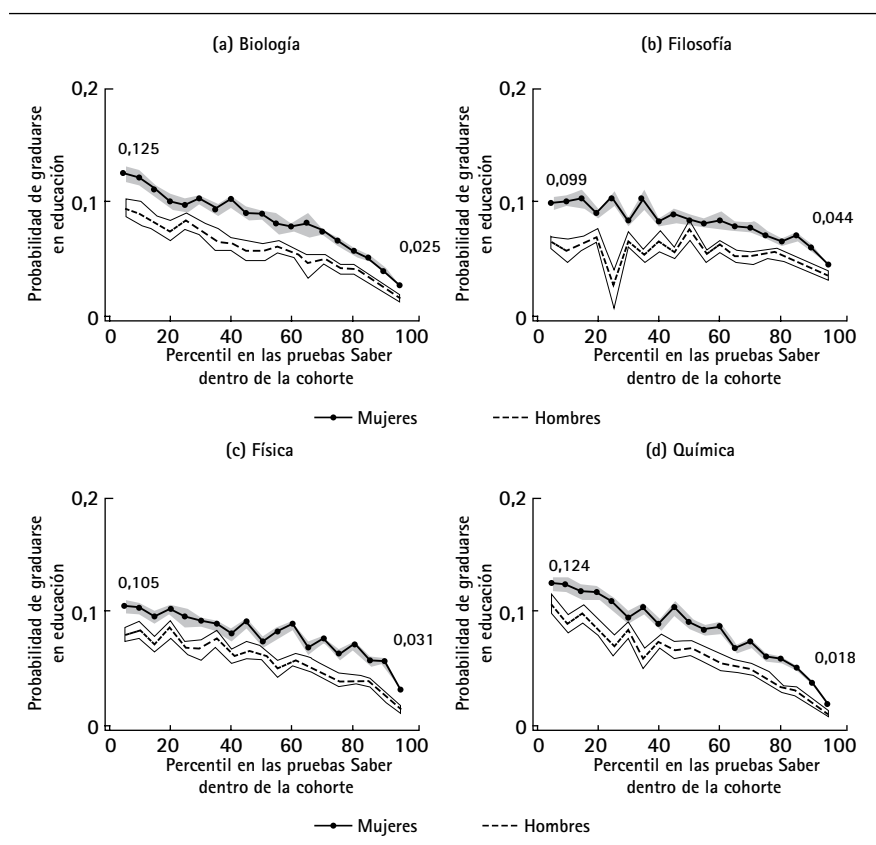 (a) Biología
Probabilidad de graduarse
en educación
0,2
0,1
0
0,125
0,025
0 20 40 60 80 100
Percentil en las pruebas Saber
dentro de la cohorte
(b) Filosofía
Probabilidad de graduarse
en educación
0,2
0,1
0
0,099
0,044
0 20 40 60 80 100
Percentil en las pruebas Saber
dentro de la cohorte
Mujeres Hombres
(c) Física
Probabilidad de graduarse
en educación
0,2
0,1
0
0,105
0,031
0 20 40 60 80 100
Percentil en las pruebas Saber
dentro de la cohorte
(d) Química
Probabilidad de graduarse
en educación
0,2
0,1
0
0,124
0,018
0 20 40 60 80 100
Percentil en las pruebas Saber
dentro de la cohorte
Mujeres Hombres